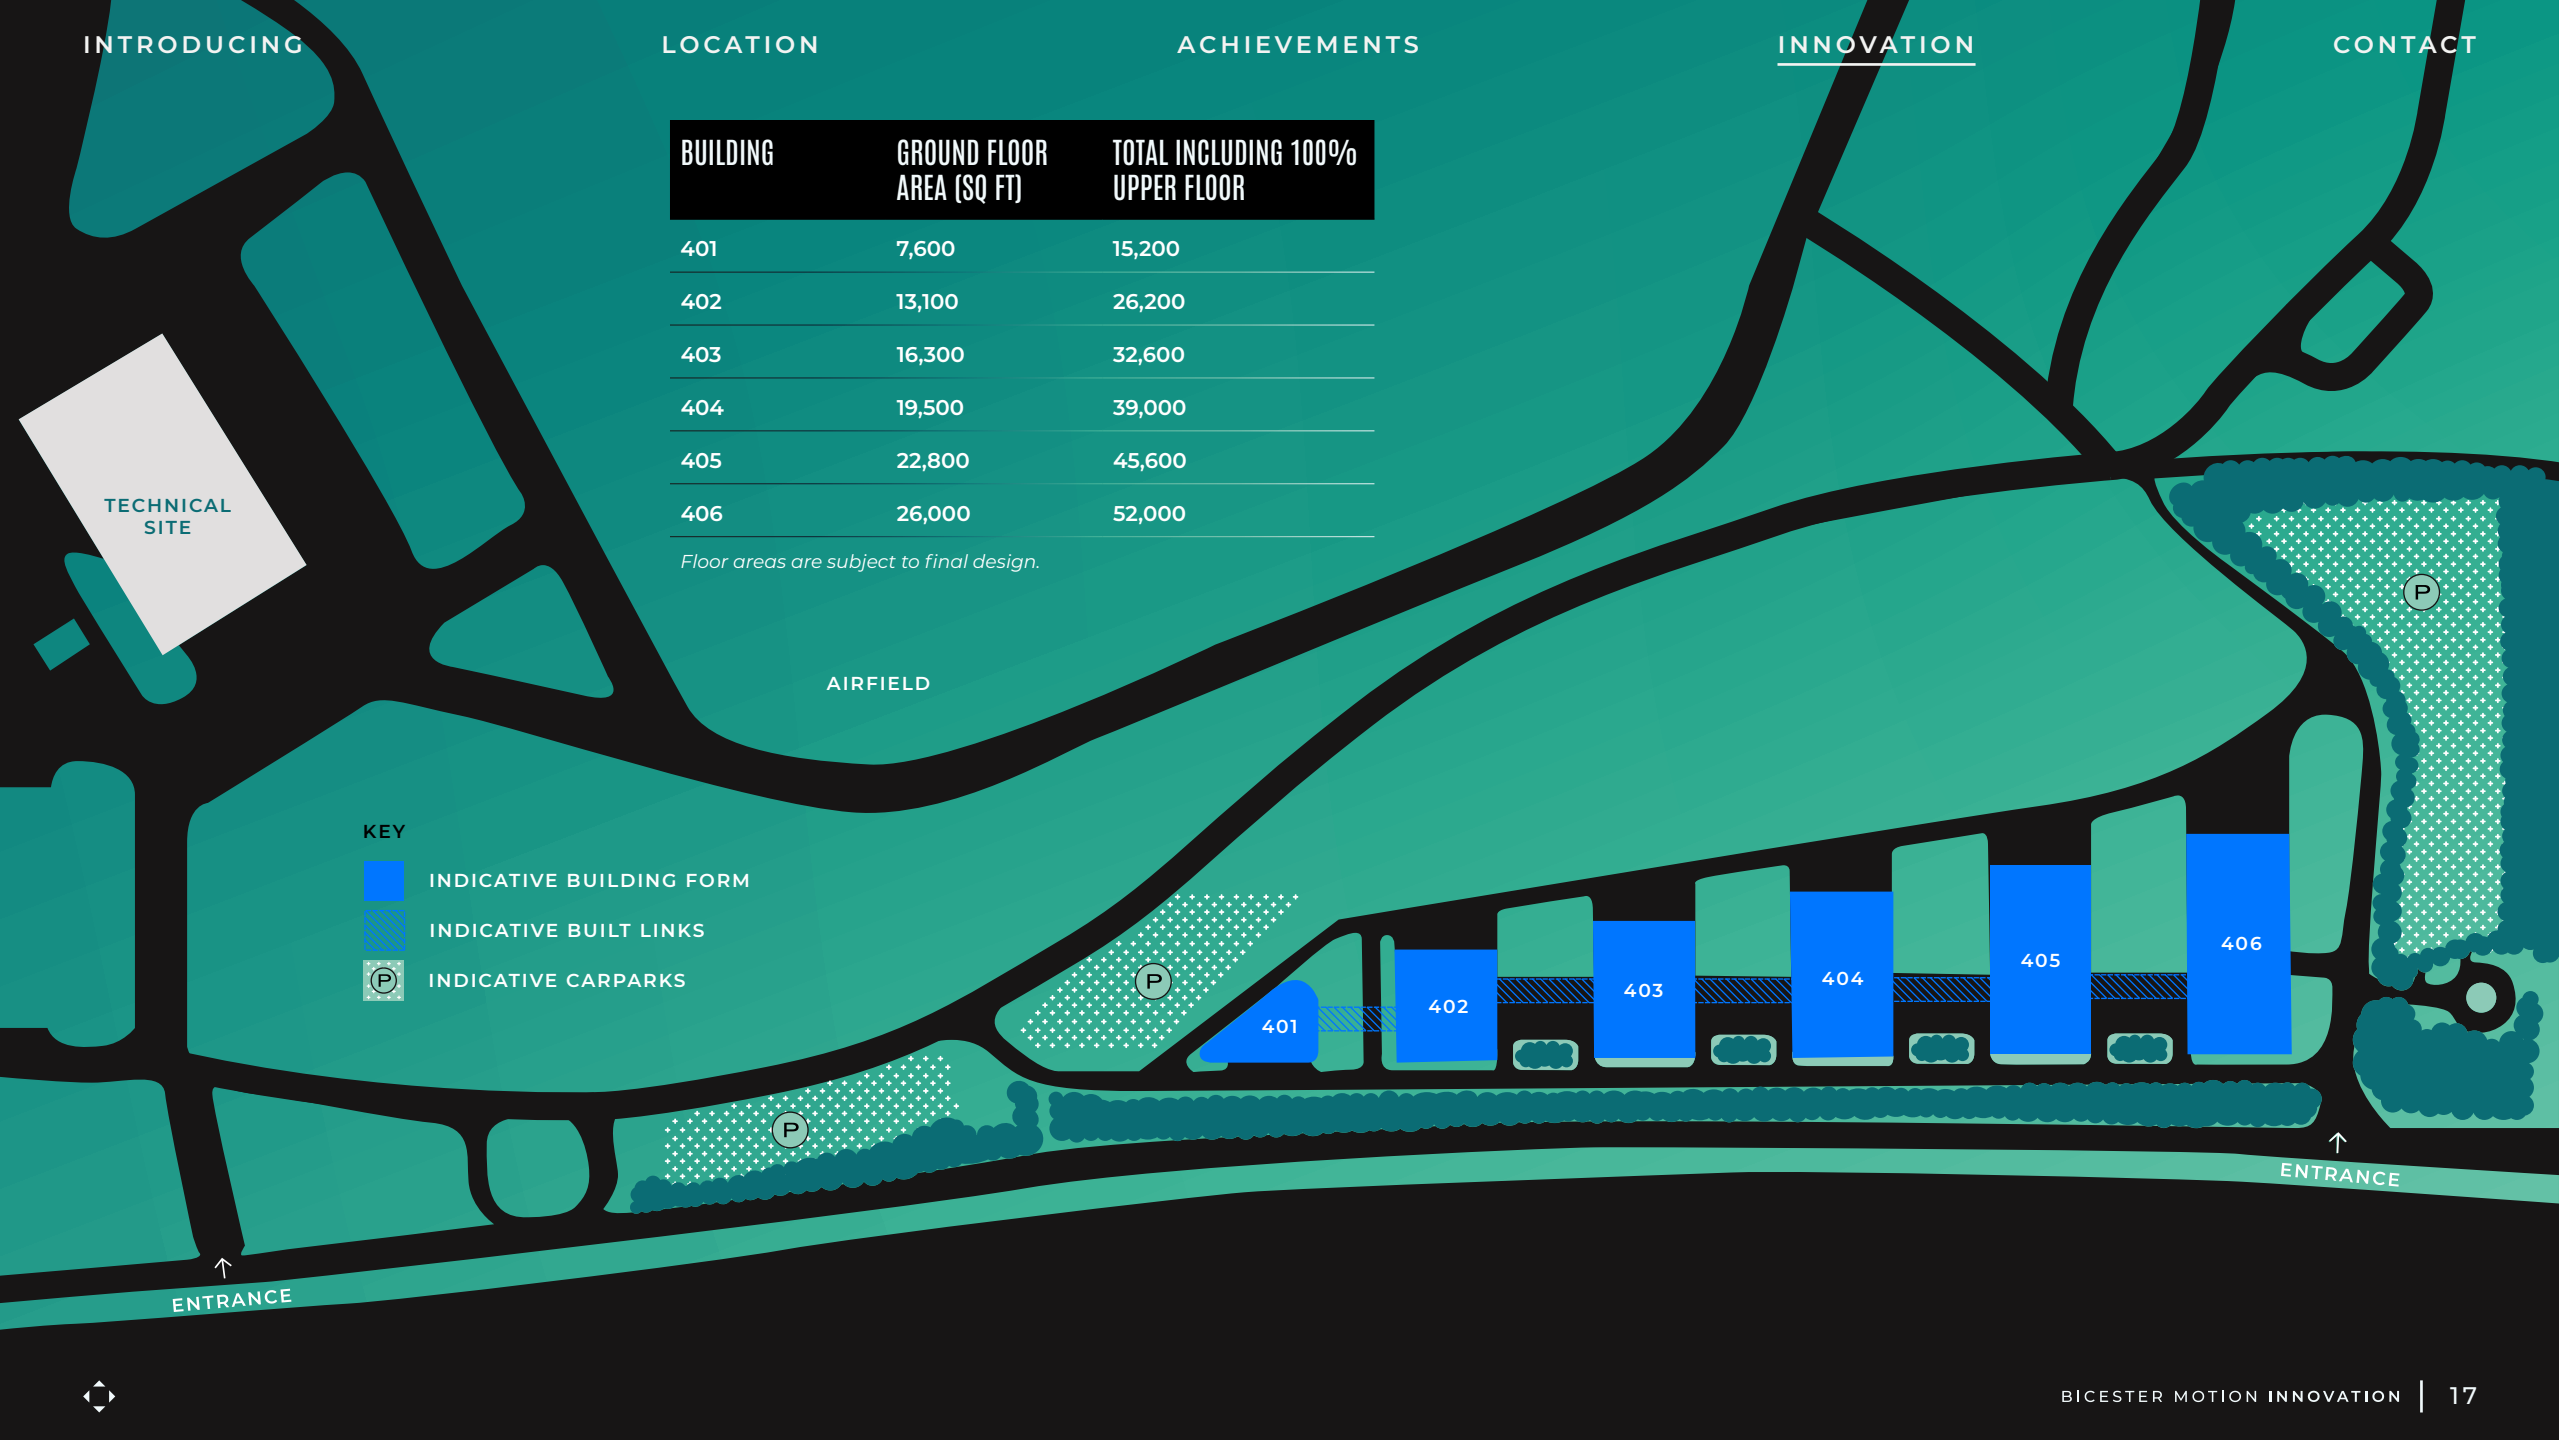 INTRODUCING
LOCATION
ACHIEVEMENTS
INNOVATION
CONTACT
BUILDING
GROUND FLOOR
AREA (SQ FT)
TOTAL INCLUDING 100%
UPPER FLOOR
401 7,600 15,200
402 13,100 26,200
403 16,300 32,600
404 19,500 39,000
405 22,800 45,600
406 26,000 52,000
Floor areas are subject to final design.
TECHNICAL
SITE
AIRFIELD
KEY
INDICATIVE BUILDING FORM
INDICATIVE BUILT LINKS
P INDICATIVE CARPARKS
P
P
P
401
402
403
404
405
406
ENTRANCE
ENTRANCE
BICESTER MOTION INNOVATION | 17